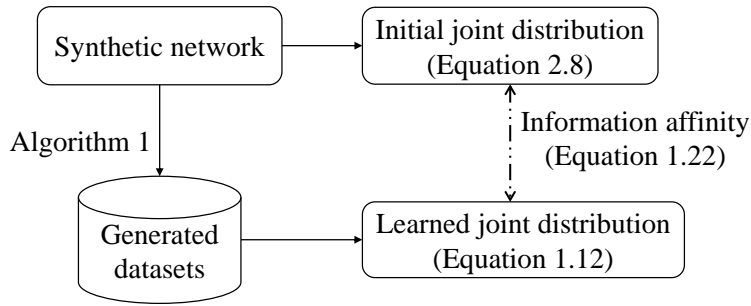 Synthetic network
Initial joint distribution
(Equation 2.8)
Algorithm 1
Information affinity
(Equation 1.22)
Generated
datasets
Learned joint distribution
(Equation 1.12)